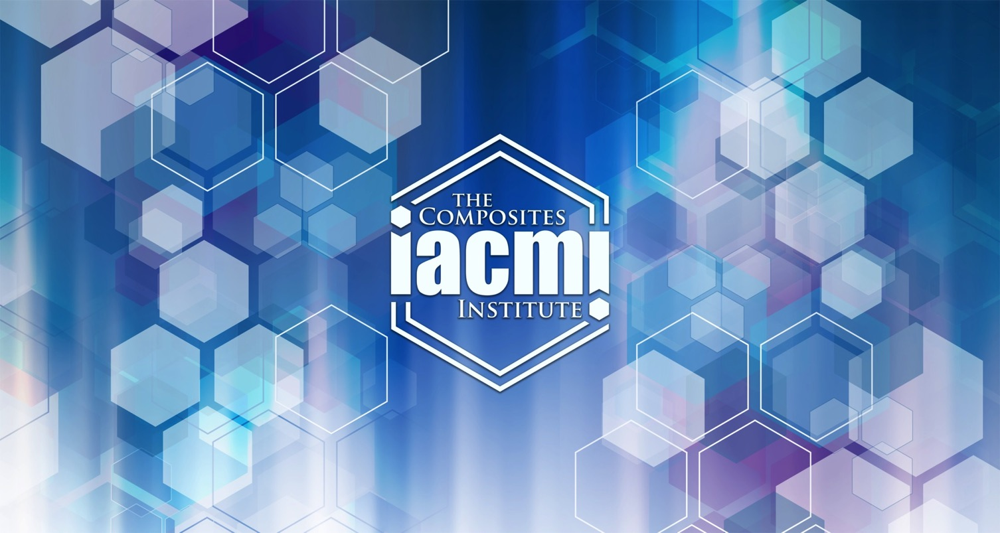 THE
COMPOSITES
iacmi
INSTITUTE